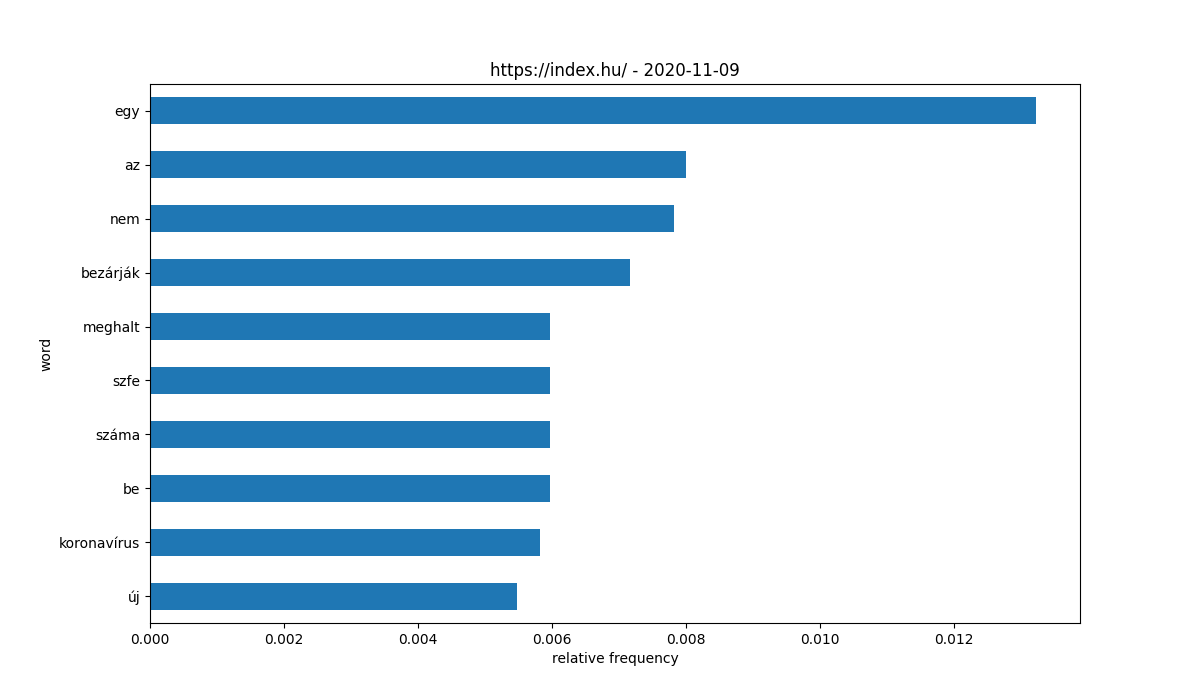 https://index.hu/ - 2020-11-09
egy
az
nem
bezárják
meghalt
szfe
száma
be
koronavírus
új
word
0.000 0.002 0.004 0.006 0.008 0.010 0.012
relative frequency